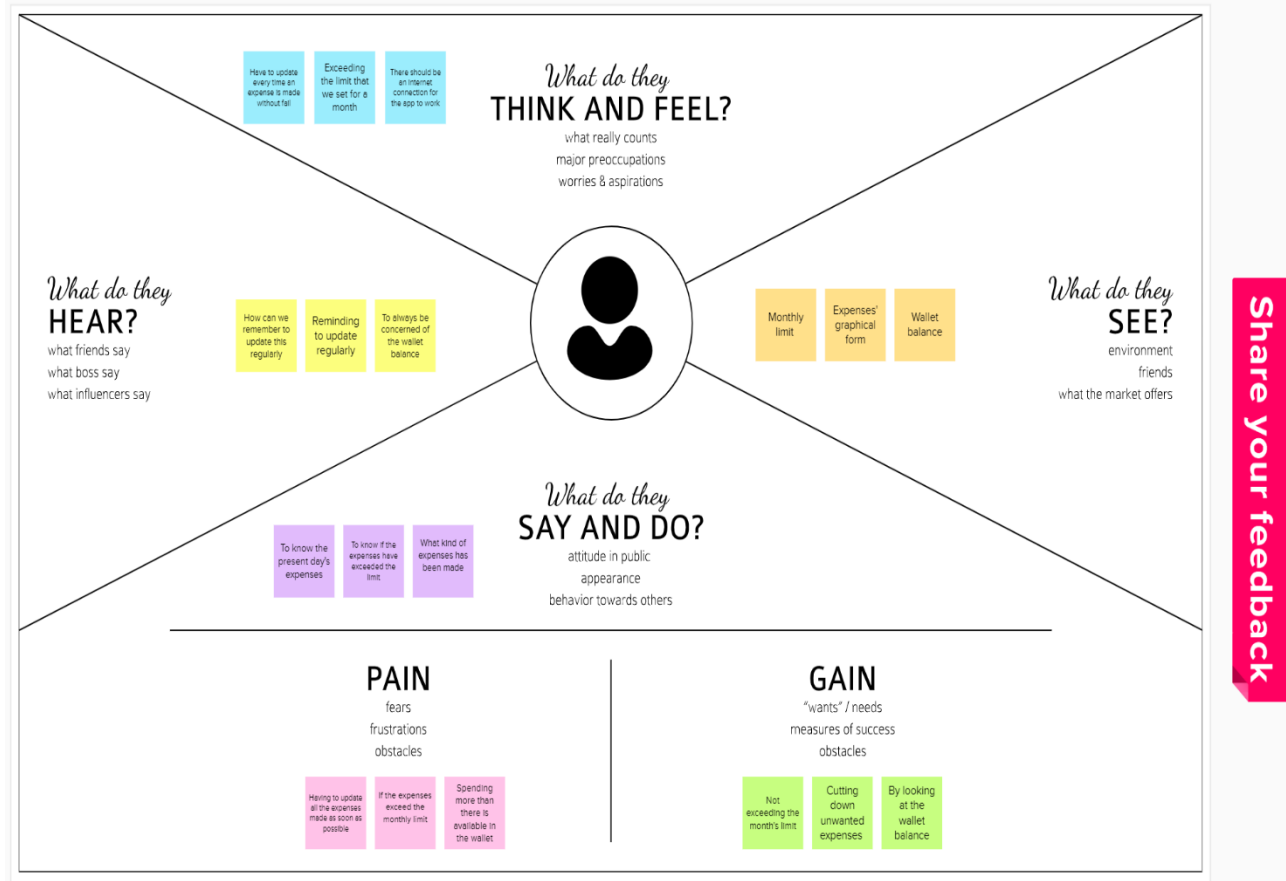 Have to update
every time an
expense is made
without fail
Exceeding
the limit that
we set for a
month
There should be
an internet
connection for
the app to work
What do they
THINK AND FEEL?
what really counts
major preoccupations
worries & aspirations
What do they
HEAR?
what friends say
what boss say
what influencers say
How can we
remember to
update this
regularly
Reminding
to update
regularly
To always be
concerned of
the wallet
balance
Monthly
limit
Expenses'
graphical
form
Wallet
balance
What do they
SEE?
environment
friends
what the market offers
What do they
SAY AND DO?
attitude in public
appearance
behavior towards others
To know the
present day's
expenses
To know if the
expenses have
exceeded the
limit
What kind of
expenses has
been made
PAIN
fears
frustrations
obstacles
Having to update
all the expenses
made as soon as
possible
If the expenses
exceed the
monthly limit
Spending
more than
there is
available in
the wallet
GAIN
“wants” / needs
measures of success
obstacles
Not
exceeding the
month's limit
Cutting
down
unwanted
expenses
By looking
at the
wallet
balance
Share your feedback